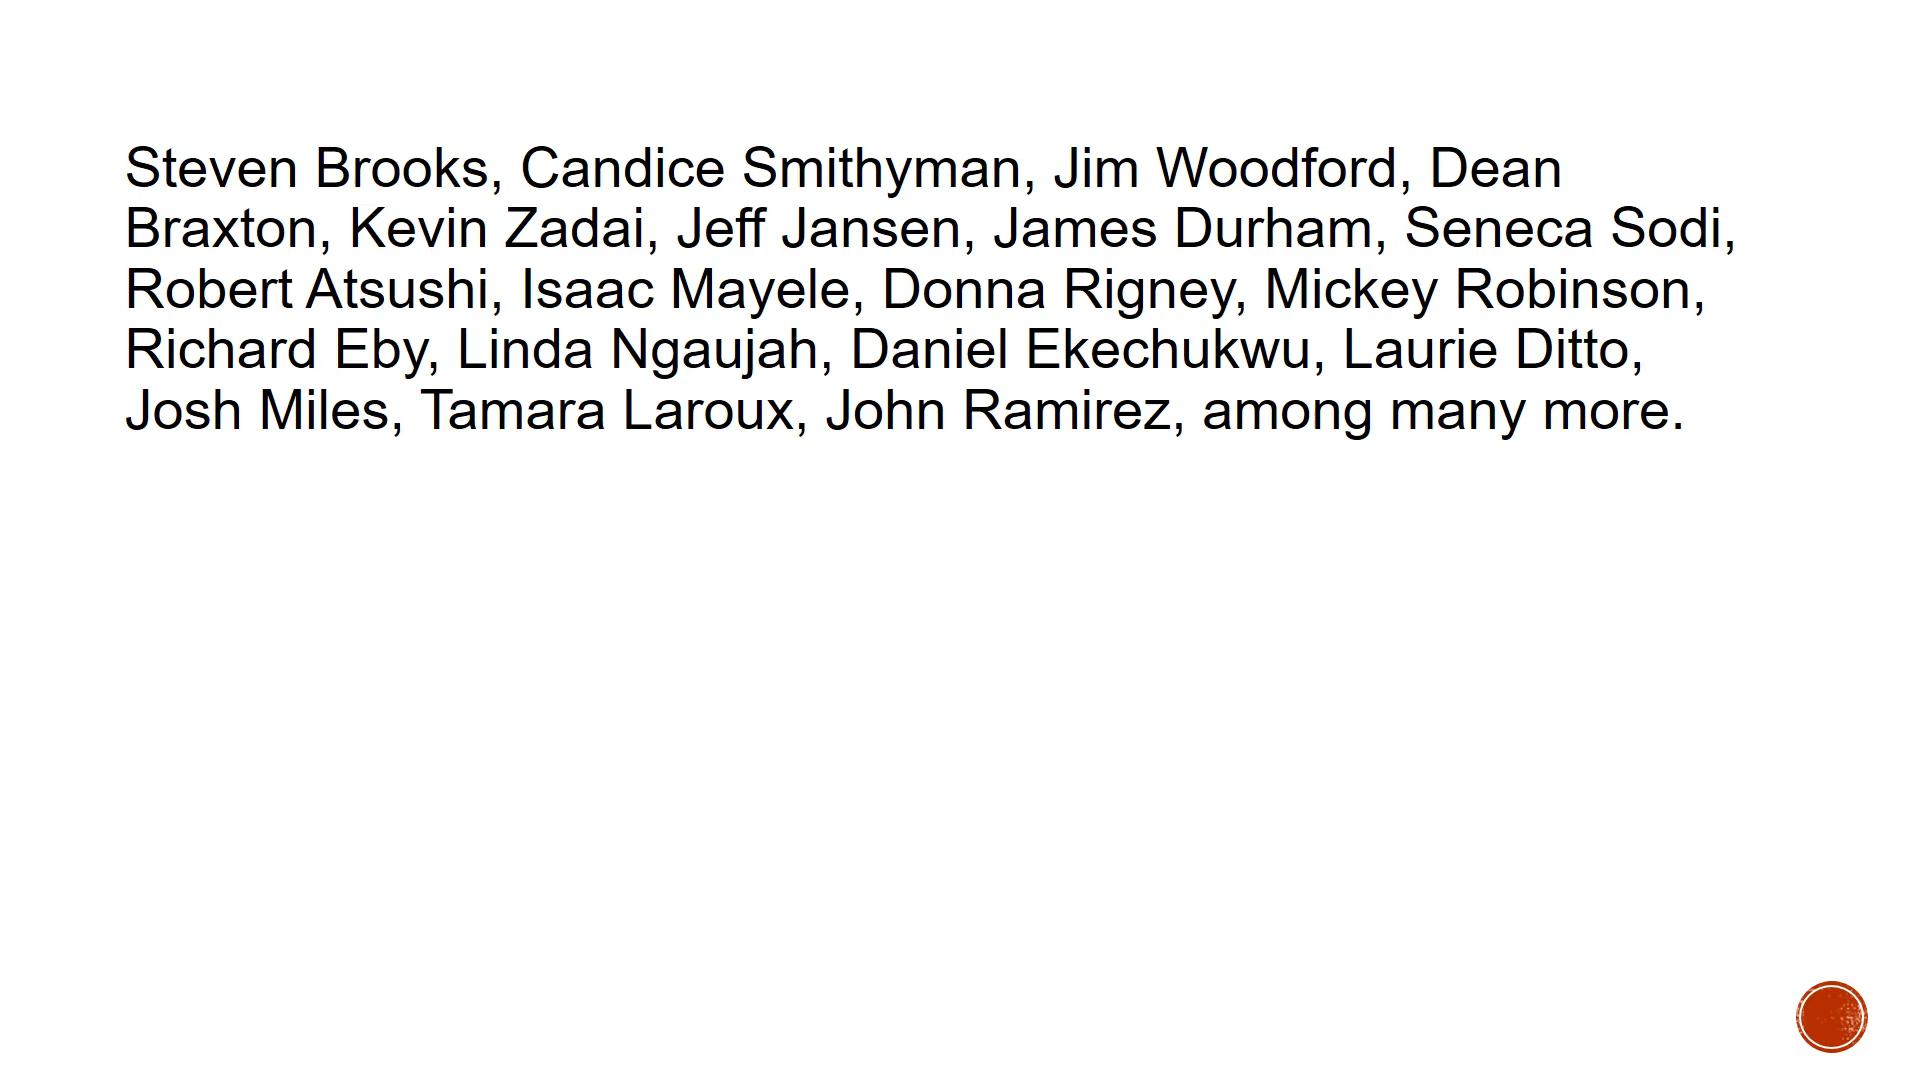 Steven Brooks, Candice Smithyman, Jim Woodford, Dean
Braxton, Kevin Zadai, Jeff Jansen, James Durham, Seneca Sodi,
Robert Atsushi, Isaac Mayele, Donna Rigney, Mickey Robinson,
Richard Eby, Linda Ngaujah, Daniel Ekechukwu, Laurie Ditto,
Josh Miles, Tamara Laroux, John Ramirez, among many more.